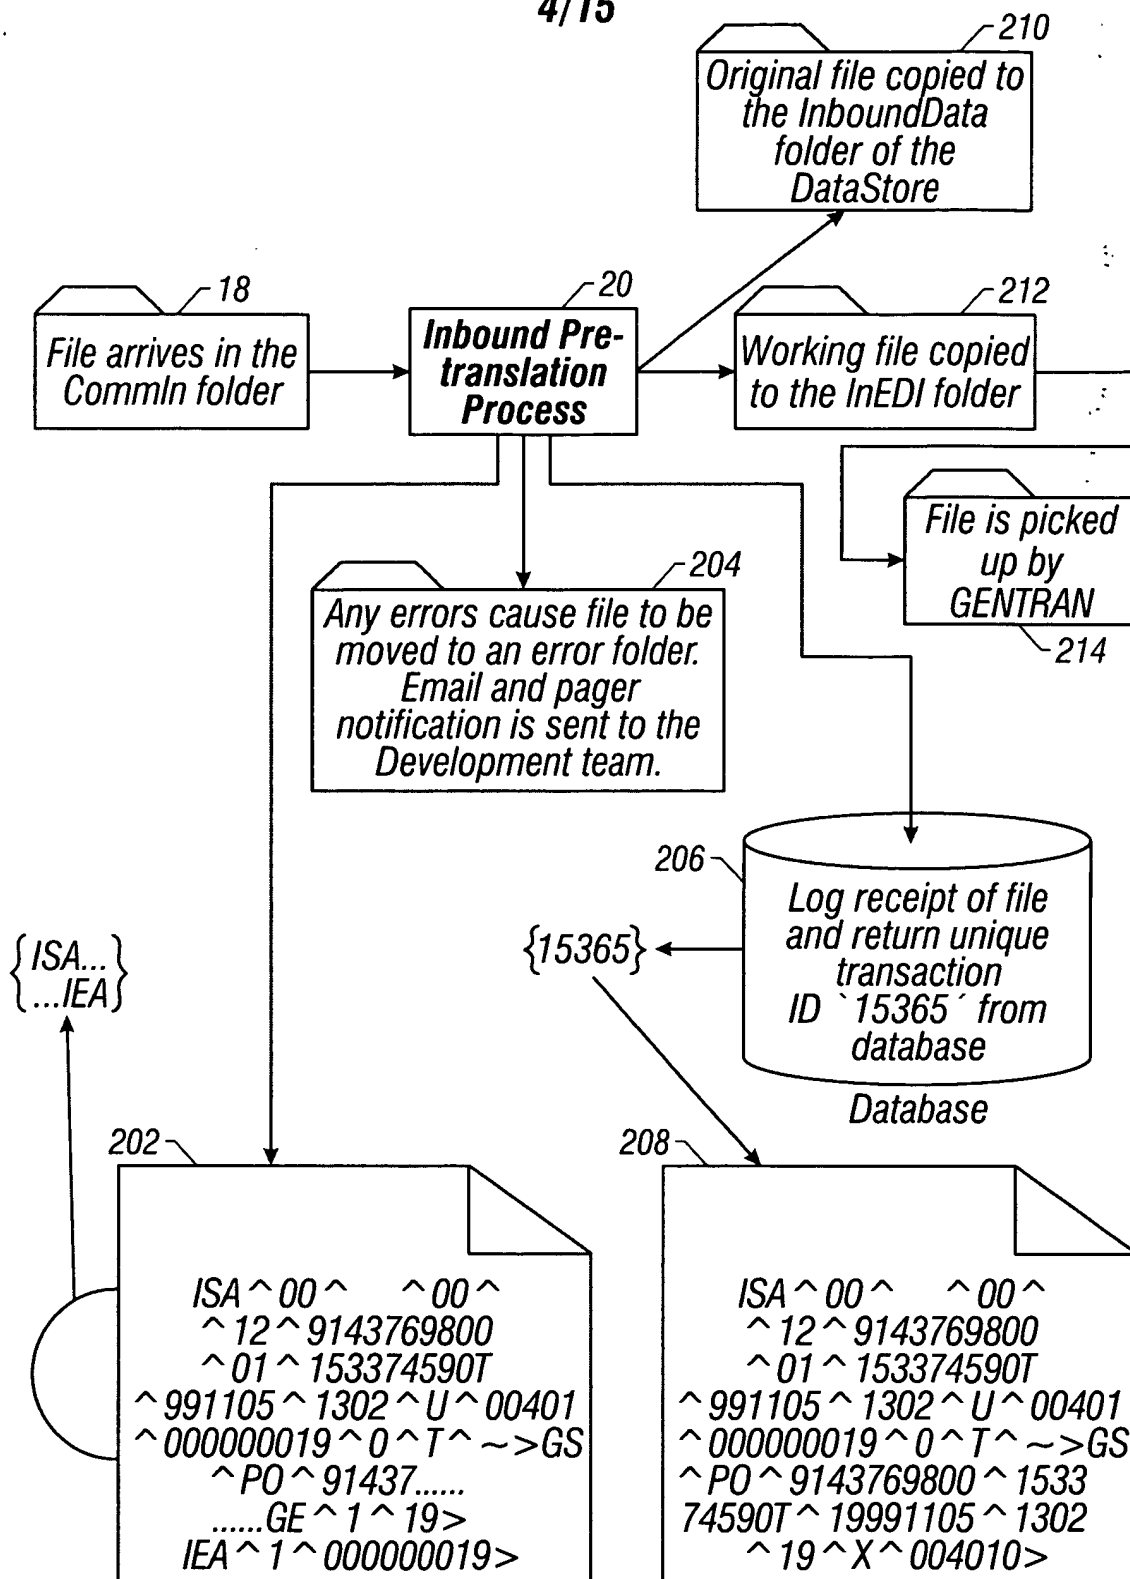 4/15
210
Original file copied to
the InboundData
folder of the
DataStore
18
File arrives in the
CommIn folder
20
Inbound Pre-
translation
Process
212
Working file copied
to the InEDI folder
File is picked
up by
GENTRAN
214
204
Any errors cause file to be
moved to an error folder.
Email and pager
notification is sent to the
Development team.
206
Log receipt of file
and return unique
transaction
ID `15365´ from
database
Database
{15365}
{ISA...
...IEA}
202
ISA^00^ ^00^
^12^9143769800
^01^153374590T
^991105^1302^U^00401
^000000019^0^T^~>GS
^PO^91437......
......GE^1^19>
IEA^1^000000019>
208
ISA^00^ ^00^
^12^9143769800
^01^153374590T
^991105^1302^U^00401
^000000019^0^T^~>GS
^PO^9143769800^1533
74590T^19991105^1302
^19^X^004010>